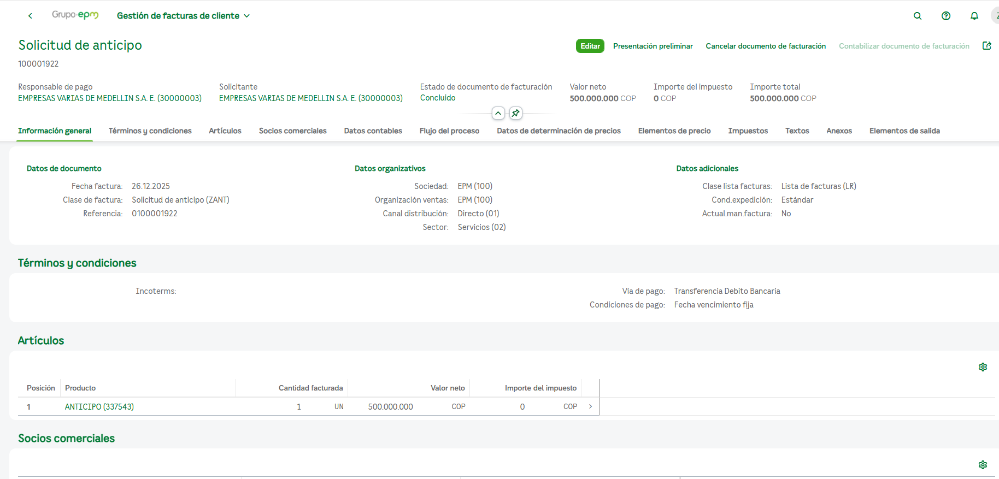 Grupo·epm
Gestión de facturas de cliente
Z
Solicitud de anticipo
100001922
Editar
Presentación preliminar
Cancelar documento de facturación
Contabilizar documento de facturación
Responsable de pago
EMPRESAS VARIAS DE MEDELLIN S.A. E. (30000003)
Solicitante
EMPRESAS VARIAS DE MEDELLIN S.A. E. (30000003)
Estado de documento de facturación
Concluido
Valor neto
500.000.000 COP
Importe del impuesto
0 COP
Importe total
500.000.000 COP
Información general
Términos y condiciones
Artículos
Socios comerciales
Datos contables
Flujo del proceso
Datos de determinación de precios
Elementos de precio
Impuestos
Textos
Anexos
Elementos de salida
Datos de documento
Fecha factura: 26.12.2025
Clase de factura: Solicitud de anticipo (ZANT)
Referencia: 0100001922
Datos organizativos
Sociedad: EPM (100)
Organización ventas: EPM (100)
Canal distribución: Directo (01)
Sector: Servicios (02)
Datos adicionales
Clase lista facturas: Lista de facturas (LR)
Cond.expedición: Estándar
Actual.man.factura: No
Términos y condiciones
Incoterms:
Vía de pago: Transferencia Debito Bancaria
Condiciones de pago: Fecha vencimiento fija
Artículos
Posición Producto Cantidad facturada Valor neto Importe del impuesto
1 ANTICIPO (337543) 1 UN 500.000.000 COP 0 COP
Socios comerciales